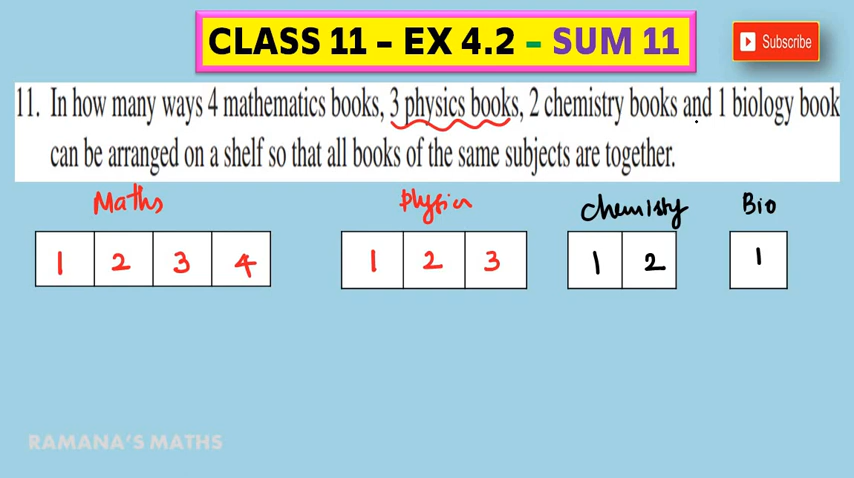 CLASS 11 – EX 4.2 – SUM 11
Subscribe
11. In how many ways 4 mathematics books, 3 physics books, 2 chemistry books and 1 biology book
can be arranged on a shelf so that all books of the same subjects are together.
Maths Physics Chemistry Bio
1 2 3 4 1 2 3 1 2 1
RAMANA'S MATHS